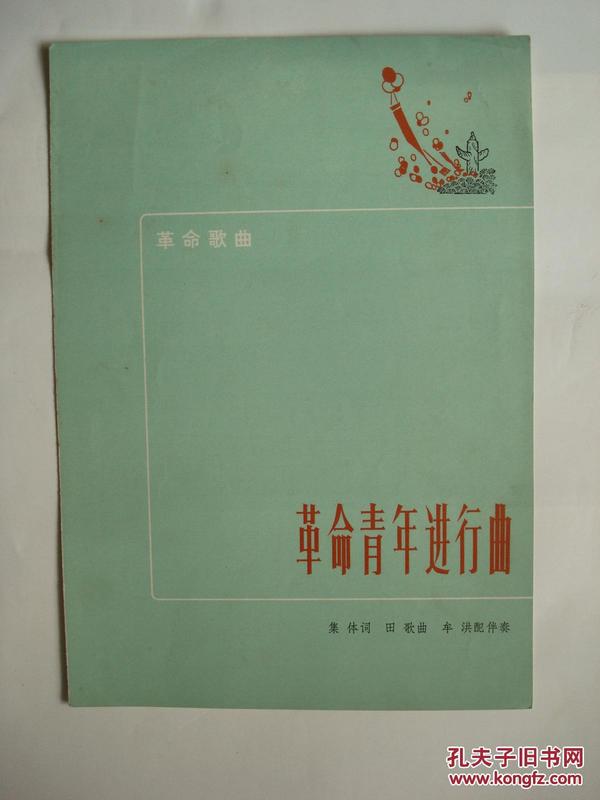 革命歌曲
革命青年进行曲
集体词 田歌曲 牟洪配伴奏
孔夫子旧书网
www.kongfz.com